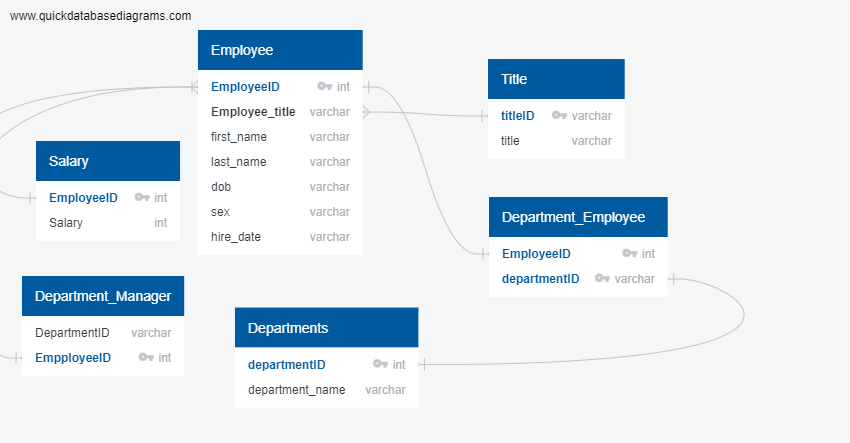 www.quickdatabasediagrams.com
Employee
EmployeeID int
Employee_title varchar
first_name varchar
last_name varchar
dob varchar
sex varchar
hire_date varchar
Title
titleID varchar
title varchar
Salary
EmployeeID int
Salary int
Department_Employee
EmployeeID int
departmentID varchar
Department_Manager
DepartmentID varchar
EmpployeeID int
Departments
departmentID int
department_name varchar